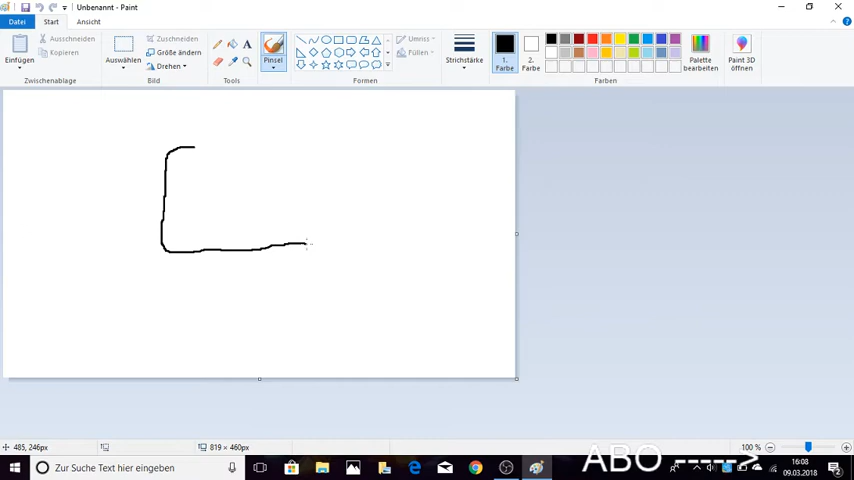 Unbenannt - Paint
Datei Start Ansicht
Einfügen
Ausschneiden
Kopieren
Zwischenablage
Auswählen
Zuschneiden
Größe ändern
Drehen
Bild
A
Tools
Pinsel
Formen
Umriss
Füllen
Strichstärke
1. Farbe
2. Farbe
Farben
Palette bearbeiten
Paint 3D öffnen
485, 246px
819 × 460px
100 %
Zur Suche Text hier eingeben
ABO ----->
16:08
09.03.2018
2